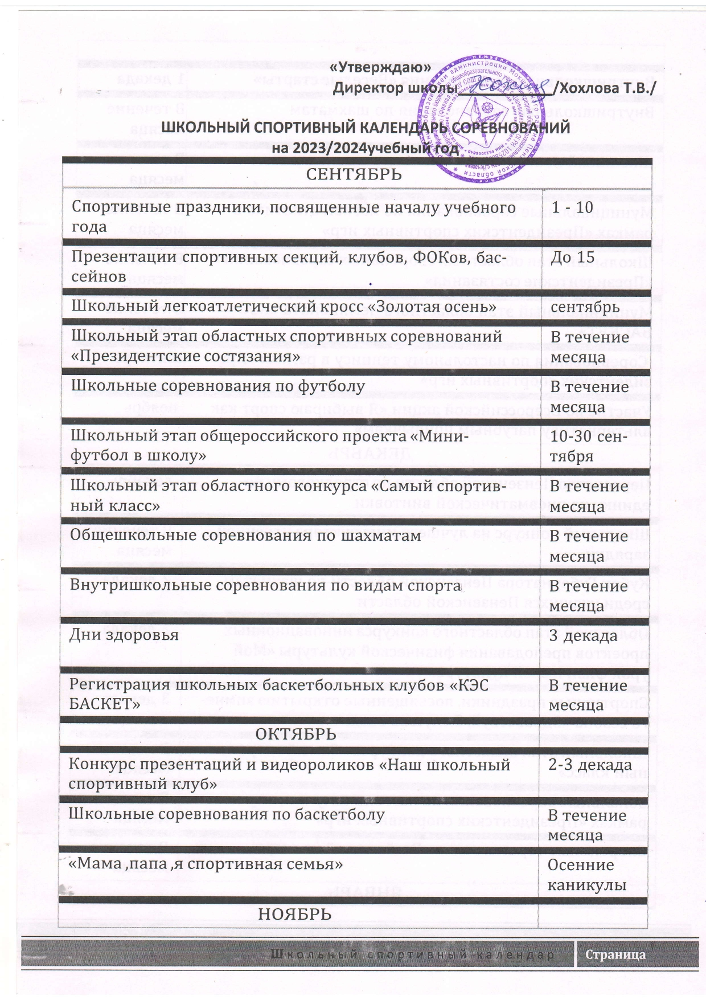 «Утверждаю»
Директор школы /Хохлова Т.В./
ШКОЛЬНЫЙ СПОРТИВНЫЙ КАЛЕНДАРЬ СОРЕВНОВАНИЙ
на 2023/2024учебный год
СЕНТЯБРЬ
Спортивные праздники, посвященные началу учебного 1 - 10
года
Презентации спортивных секций, клубов, ФОКов, бас- До 15
сейнов
Школьный легкоатлетический кросс «Золотая осень» сентябрь
Школьный этап областных спортивных соревнований В течение
«Президентские состязания» месяца
Школьные соревнования по футболу В течение
месяца
Школьный этап общероссийского проекта «Мини- 10-30 сен-
футбол в школу» тября
Школьный этап областного конкурса «Самый спортив- В течение
ный класс» месяца
Общешкольные соревнования по шахматам В течение
месяца
Внутришкольные соревнования по видам спорта В течение
месяца
Дни здоровья 3 декада
Регистрация школьных баскетбольных клубов «КЭС В течение
БАСКЕТ» месяца
ОКТЯБРЬ
Конкурс презентаций и видеороликов «Наш школьный 2-3 декада
спортивный клуб»
Школьные соревнования по баскетболу В течение
месяца
«Мама ,папа ,я спортивная семья» Осенние
каникулы
НОЯБРЬ
Школьный спортивный календар Страница